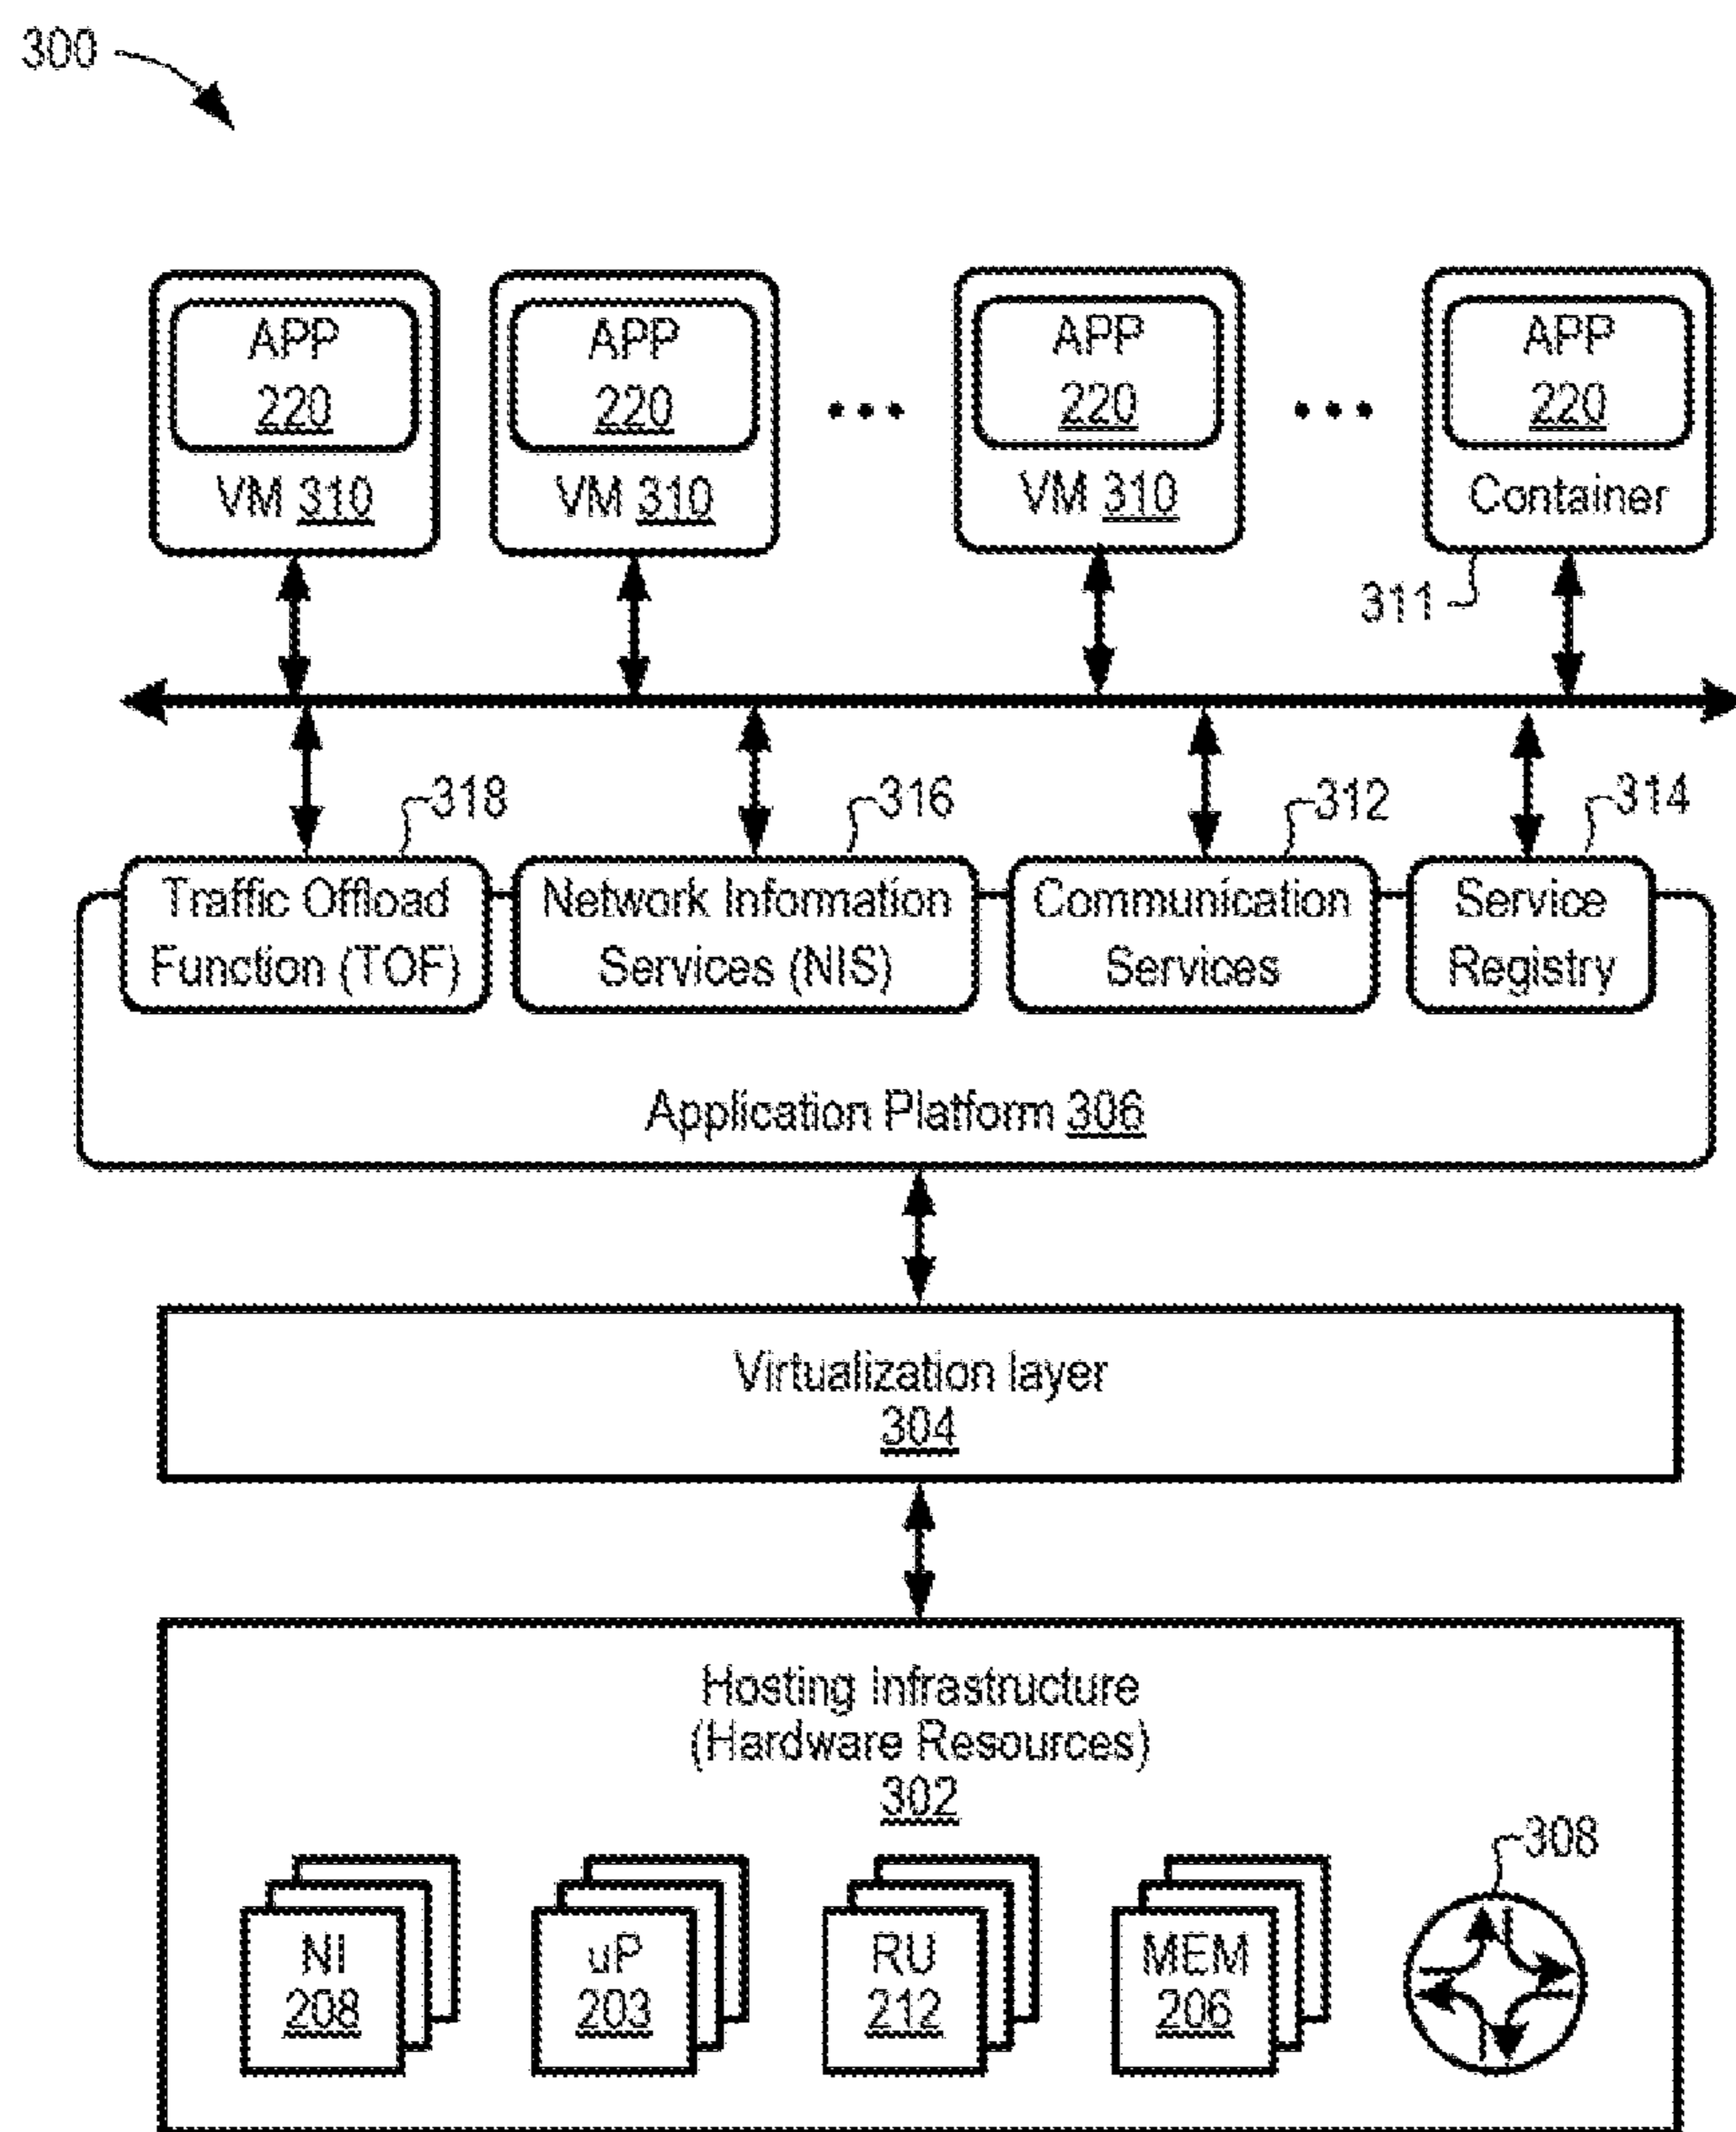 300
APP
220
VM 310
APP
220
VM 310
...
APP
220
VM 310
...
APP
220
Container
311
318
316
312
314
Traffic Offload
Function (TOF)
Network Information
Services (NIS)
Communication
Services
Service
Registry
Application Platform 306
Virtualization layer
304
Hosting Infrastructure
(Hardware Resources)
302
308
NI
208
uP
203
RU
212
MEM
206